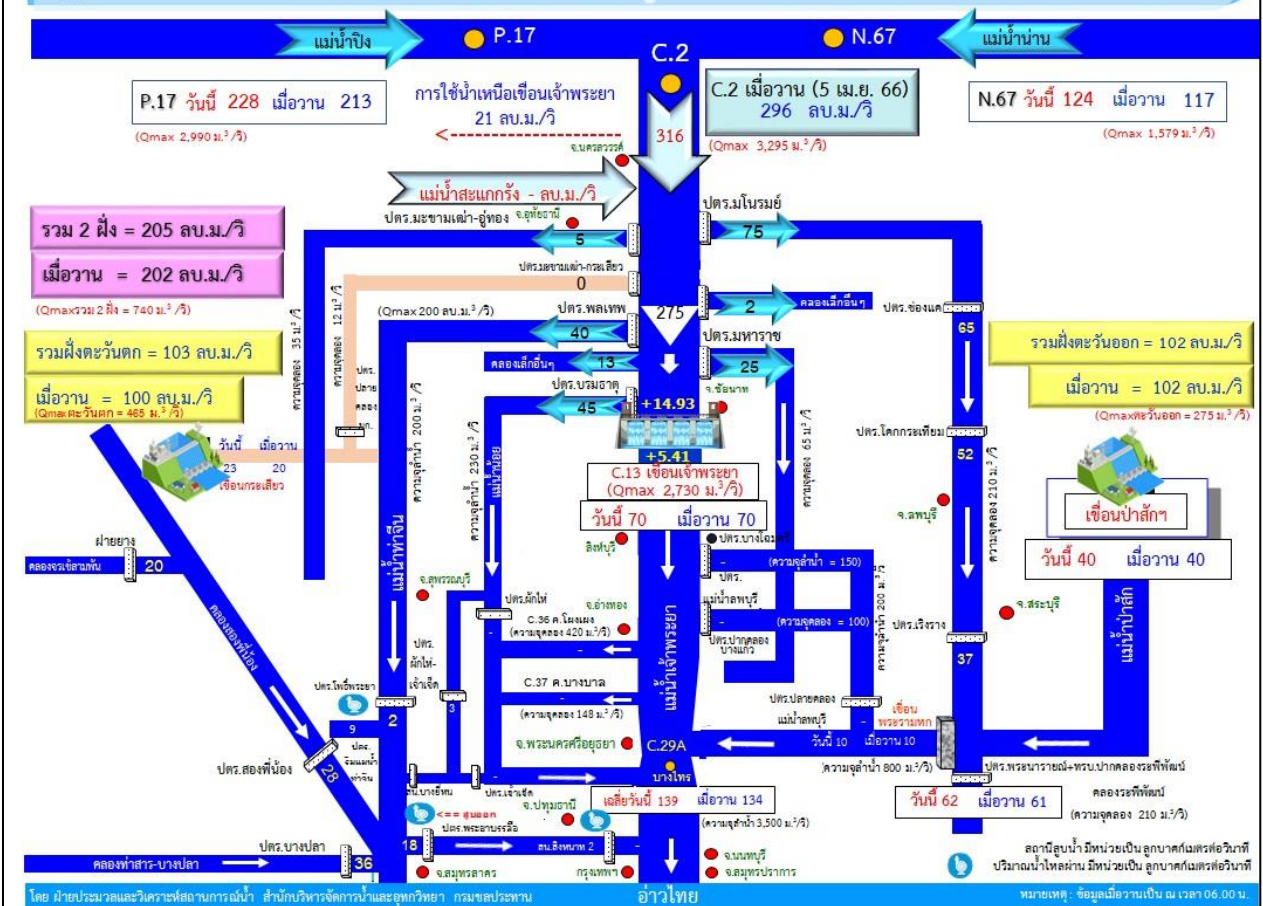 แม่น้ำปิง
P.17
C.2
N.67
แม่น้ำน่าน
P.17 วันนี้ 228 เมื่อวาน 213
(Qmax 2,990 ม.³/วิ)
การใช้น้ำเหนือเขื่อนเจ้าพระยา
21 ลบ.ม./วิ
จ.นครสวรรค์
316
C.2 เมื่อวาน (5 เม.ย. 66)
296 ลบ.ม./วิ
(Qmax 3,295 ม.³/วิ)
N.67 วันนี้ 124 เมื่อวาน 117
(Qmax 1,579 ม.³/วิ)
แม่น้ำสะแกกรัง - ลบ.ม./วิ
จ.อุทัยธานี
ปตร.มะขามเฒ่า-อู่ทอง
5
ปตร.มโนรมย์
75
รวม 2 ฝั่ง = 205 ลบ.ม./วิ
เมื่อวาน = 202 ลบ.ม./วิ
(Qmaxรวม 2 ฝั่ง = 740 ม.³/วิ)
ปตร.มะขามเฒ่า-กระเสียว
0
(Qmax 200 ลบ.ม./วิ)
ปตร.พลเทพ
40
275
2
คลองเล็กอื่นๆ
ปตร.ช่องแค
65
รวมฝั่งตะวันตก = 103 ลบ.ม./วิ
เมื่อวาน = 100 ลบ.ม./วิ
(Qmaxตะวันตก = 465 ม.³/วิ)
รวมฝั่งตะวันออก = 102 ลบ.ม./วิ
เมื่อวาน = 102 ลบ.ม./วิ
(Qmaxตะวันออก = 275 ม.³/วิ)
ความจุคลอง 35 ม³/วิ
ความจุคลอง 12 ม³/วิ
ปตร.
ปลาย
คลอง
มก.
คลองเล็กอื่นๆ
13
ปตร.มหาราช
25
จ.ชัยนาท
ปตร.บรมธาตุ
45
+14.93
+5.41
C.13 เขื่อนเจ้าพระยา
(Qmax 2,730 ม.³/วิ)
วันนี้ 70 เมื่อวาน 70
วันนี้ เมื่อวาน
23 20
เขื่อนกระเสียว
ความจุลำน้ำ 200 ม.³/วิ
ความจุลำน้ำ 230 ม.³/วิ
แม่น้ำน้อย
ความจุคลอง 65 ม³/วิ
ปตร.โคกกระเทียม
52
ความจุคลอง 210 ม.³/วิ
จ.ลพบุรี
เขื่อนป่าสักฯ
วันนี้ 40 เมื่อวาน 40
ฝายยาง
คลองจรเข้สามพัน
20
คลองสองพี่น้อง
แม่น้ำท่าจีน
จ.สุพรรณบุรี
สิงห์บุรี
ปตร.บางโฉมศรี
-
(ความจุลำน้ำ = 150)
ปตร.
แม่น้ำลพบุรี
-
(ความจุคลอง = 100)
ปตร.ปากคลอง
บางแก้ว
ความจุลำน้ำ 200 ม.³/วิ
จ.สระบุรี
ปตร.เริงราง
37
แม่น้ำป่าสัก
ปตร.ผักไห่
-
จ.อ่างทอง
C.36 ค.โผงเผง
(ความจุคลอง 420 ม.³/วิ)
-
แม่น้ำเจ้าพระยา
ปตร.
ผักไห่-
เจ้าเจ็ด
3
C.37 ค.บางบาล
-
(ความจุคลอง 148 ม.³/วิ)
ปตร.โพธิ์พระยา
2
9
ปตร.ปลายคลอง
แม่น้ำลพบุรี
-
เขื่อน
พระรามหก
วันนี้ 10 เมื่อวาน 10
(ความจุลำน้ำ 800 ม.³/วิ)
จ.พระนครศรีอยุธยา
C.29A
บางไทร
ปตร.สองพี่น้อง
28
สน.บางยี่หน
ปตร.เจ้าเจ็ด
-
ปตร.พระนารายณ์+ทรบ.ปากคลองระพีพัฒน์
คลองระพีพัฒน์
(ความจุคลอง 210 ม.³/วิ)
วันนี้ 62 เมื่อวาน 61
เฉลี่ยวันนี้ 139 เมื่อวาน 134
(ความจุลำน้ำ 3,500 ม.³/วิ)
<== สูบออก
จ.ปทุมธานี
ปตร.พระยาบรรลือ
18
สน.สิงหนาท 2
-
ปตร.บางปลา
คลองท่าสาร-บางปลา
36
จ.สมุทรสาคร
กรุงเทพฯ
จ.นนทบุรี
จ.สมุทรปราการ
สถานีสูบน้ำ มีหน่วยเป็น ลูกบาศก์เมตรต่อวินาที
ปริมาณน้ำไหลผ่าน มีหน่วยเป็น ลูกบาศก์เมตรต่อวินาที
โดย ฝ่ายประมวลและวิเคราะห์สถานการณ์น้ำ สำนักบริหารจัดการน้ำและอุทกวิทยา กรมชลประทาน
อ่าวไทย
หมายเหตุ : ข้อมูลเมื่อวานเป็น ณ เวลา 06.00 น.